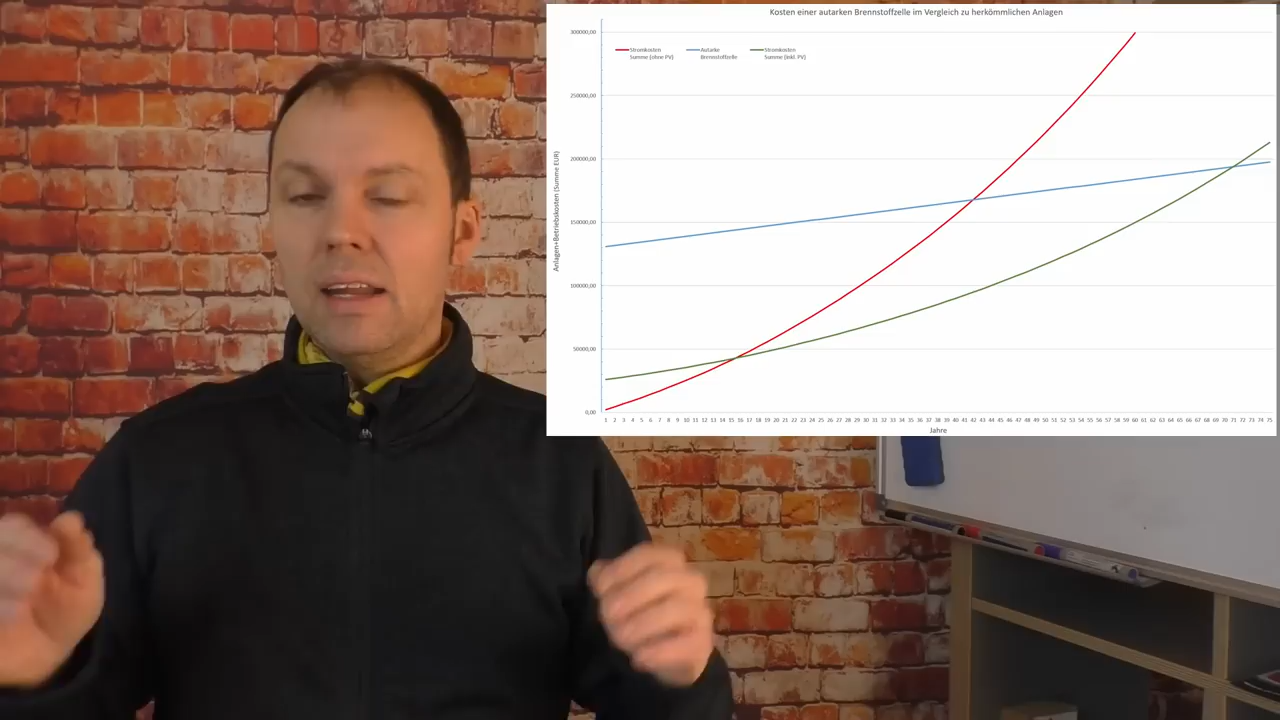 Kosten einer autarken Brennstoffzelle im Vergleich zu herkömmlichen Anlagen
300000,00
Stromkosten Summe (ohne PV)
Autarke Brennstoffzelle
Stromkosten Summe (inkl. PV)
250000,00
200000,00
150000,00
100000,00
50000,00
0,00
Anlagen+Betriebskosten (Summe EUR)
1 2 3 4 5 6 7 8 9 10 11 12 13 14 15 16 17 18 19 20 21 22 23 24 25 26 27 28 29 30 31 32 33 34 35 36 37 38 39 40 41 42 43 44 45 46 47 48 49 50 51 52 53 54 55 56 57 58 59 60 61 62 63 64 65 66 67 68 69 70 71 72 73 74 75
Jahre